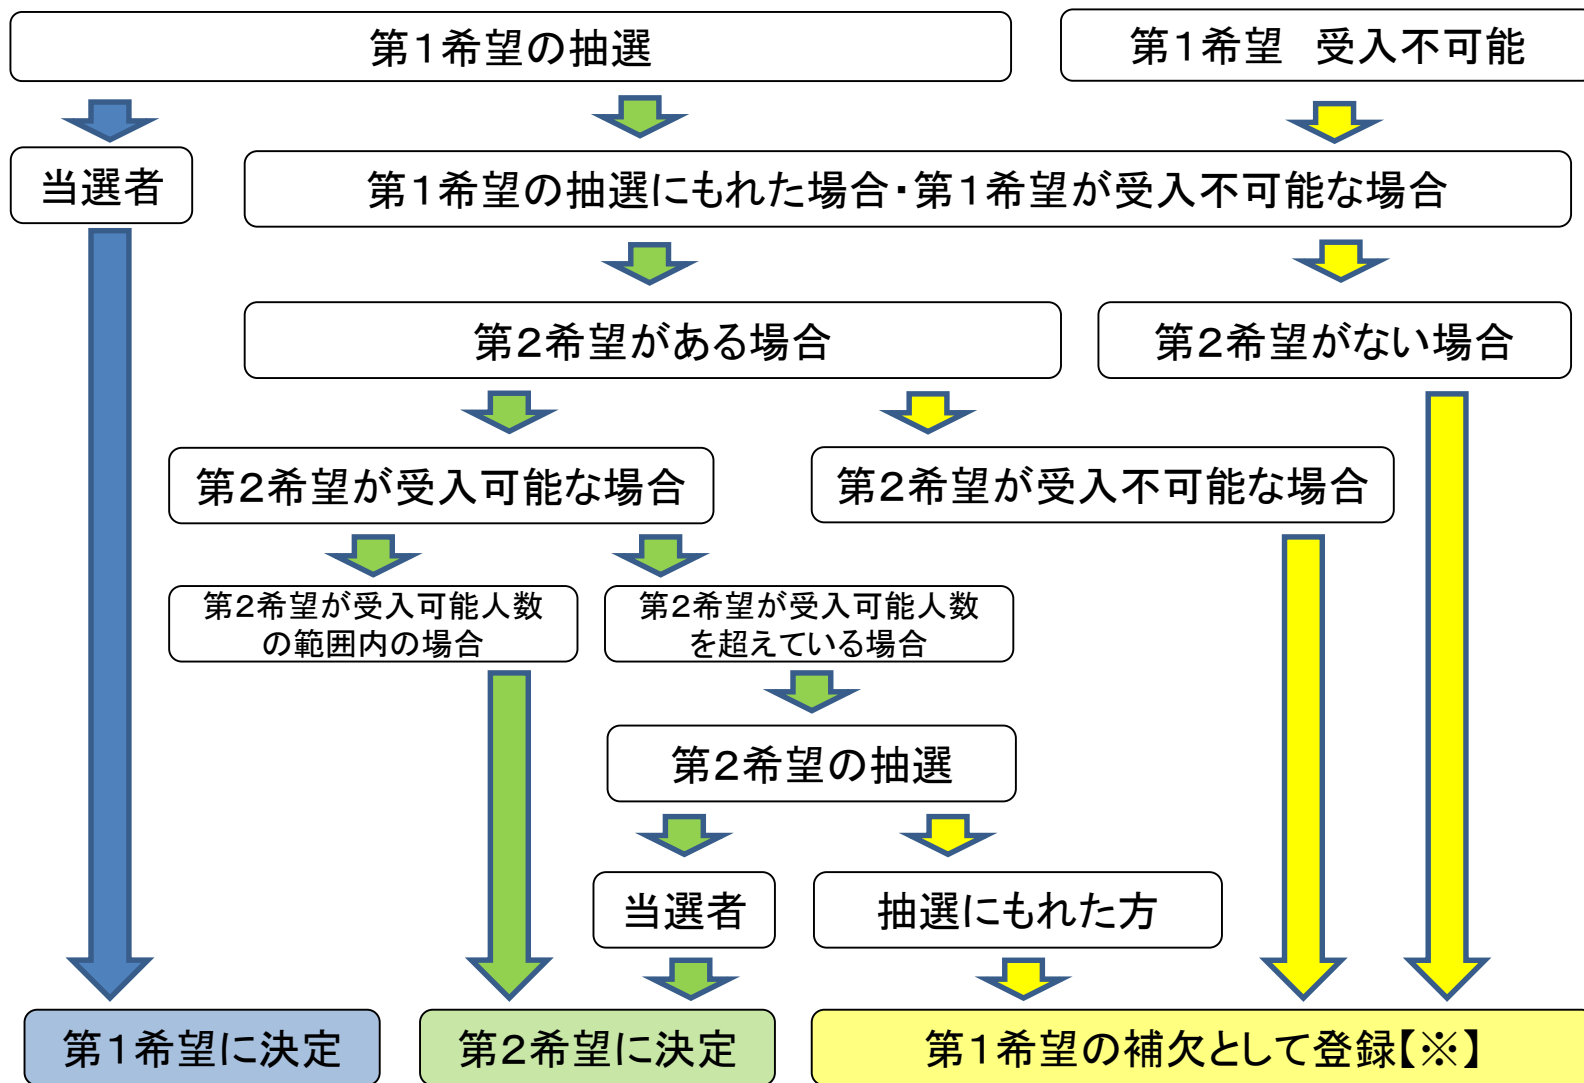 第１希望の抽選
第１希望　受入不可能
当選者
第１希望の抽選にもれた場合・第１希望が受入不可能な場合
第２希望がある場合
第２希望がない場合
第２希望が受入可能な場合
第２希望が受入不可能な場合
第２希望が受入可能人数
の範囲内の場合
第２希望が受入可能人数
を超えている場合
第２希望の抽選
当選者
抽選にもれた方
第１希望に決定
第２希望に決定
第１希望の補欠として登録【※】